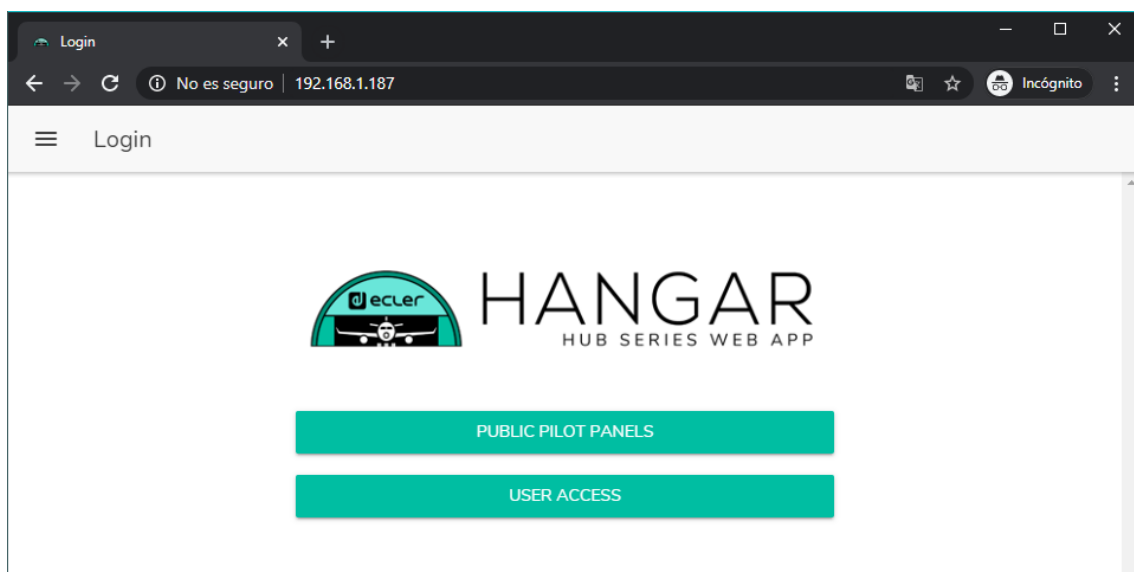 Login
No es seguro 192.168.1.187
Incógnito
Login
ecler
HANGAR
HUB SERIES WEB APP
PUBLIC PILOT PANELS
USER ACCESS